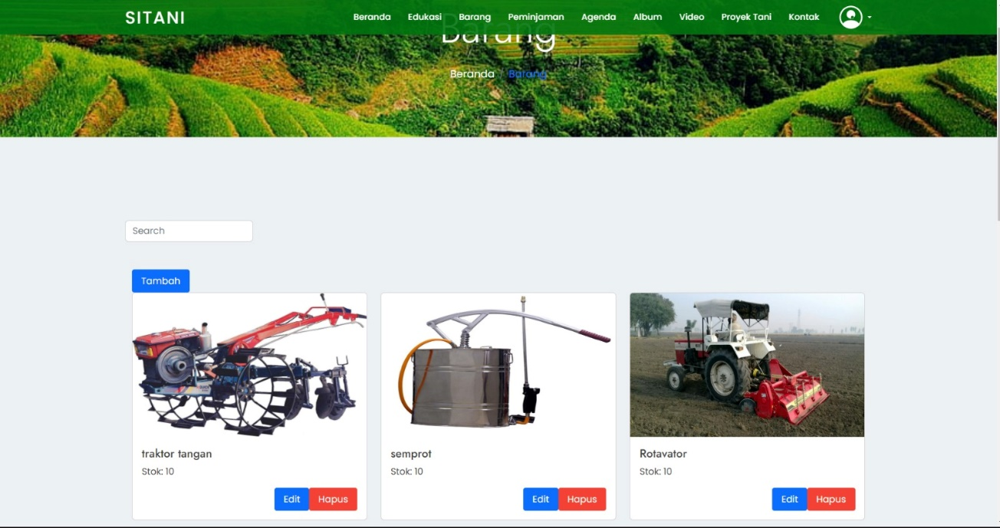 SITANI Beranda Edukasi Barang Peminjaman Agenda Album Video Proyek Tani Kontak
Barang
Beranda / Barang
Search
Tambah
traktor tangan
Stok: 10
Edit Hapus
semprot
Stok: 10
Edit Hapus
Rotavator
Stok: 10
Edit Hapus